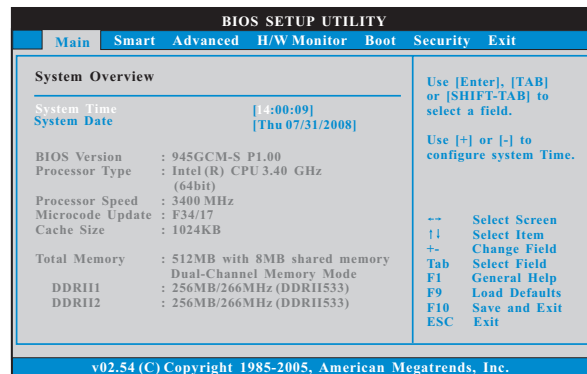 BIOS SETUP UTILITY
Main Smart Advanced H/W Monitor Boot Security Exit
System Overview
System Time [14:00:09]
System Date [Thu 07/31/2008]
BIOS Version : 945GCM-S P1.00
Processor Type : Intel (R) CPU 3.40 GHz
(64bit)
Processor Speed : 3400 MHz
Microcode Update : F34/17
Cache Size : 1024KB
Total Memory : 512MB with 8MB shared memory
Dual-Channel Memory Mode
DDRII1 : 256MB/266MHz (DDRII533)
DDRII2 : 256MB/266MHz (DDRII533)
Use [Enter], [TAB]
or [SHIFT-TAB] to
select a field.
Use [+] or [-] to
configure system Time.
←→ Select Screen
↑↓ Select Item
+- Change Field
Tab Select Field
F1 General Help
F9 Load Defaults
F10 Save and Exit
ESC Exit
v02.54 (C) Copyright 1985-2005, American Megatrends, Inc.